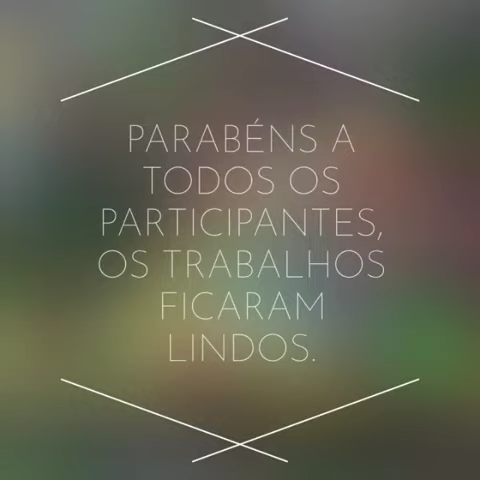 PARABÉNS A
TODOS OS
PARTICIPANTES,
OS TRABALHOS
FICARAM
LINDOS.